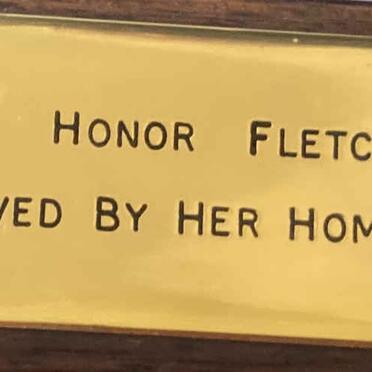 HONOR FLETC
VED BY HER HOM